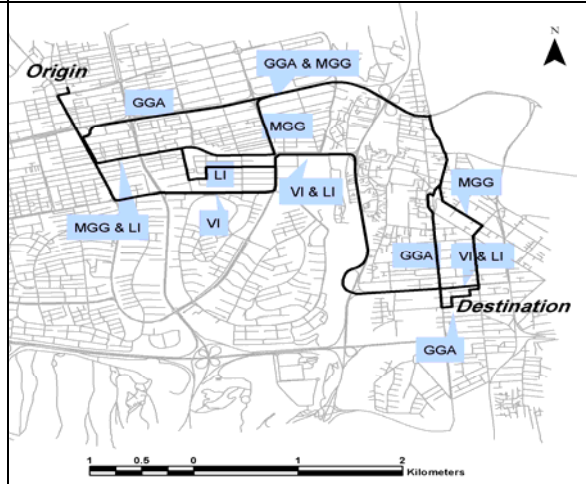 N
Origin
GGA & MGG
GGA
MGG
LI
MGG
VI & LI
MGG & LI
VI
GGA
VI & LI
Destination
GGA
1 0.5 0 1 2
Kilometers